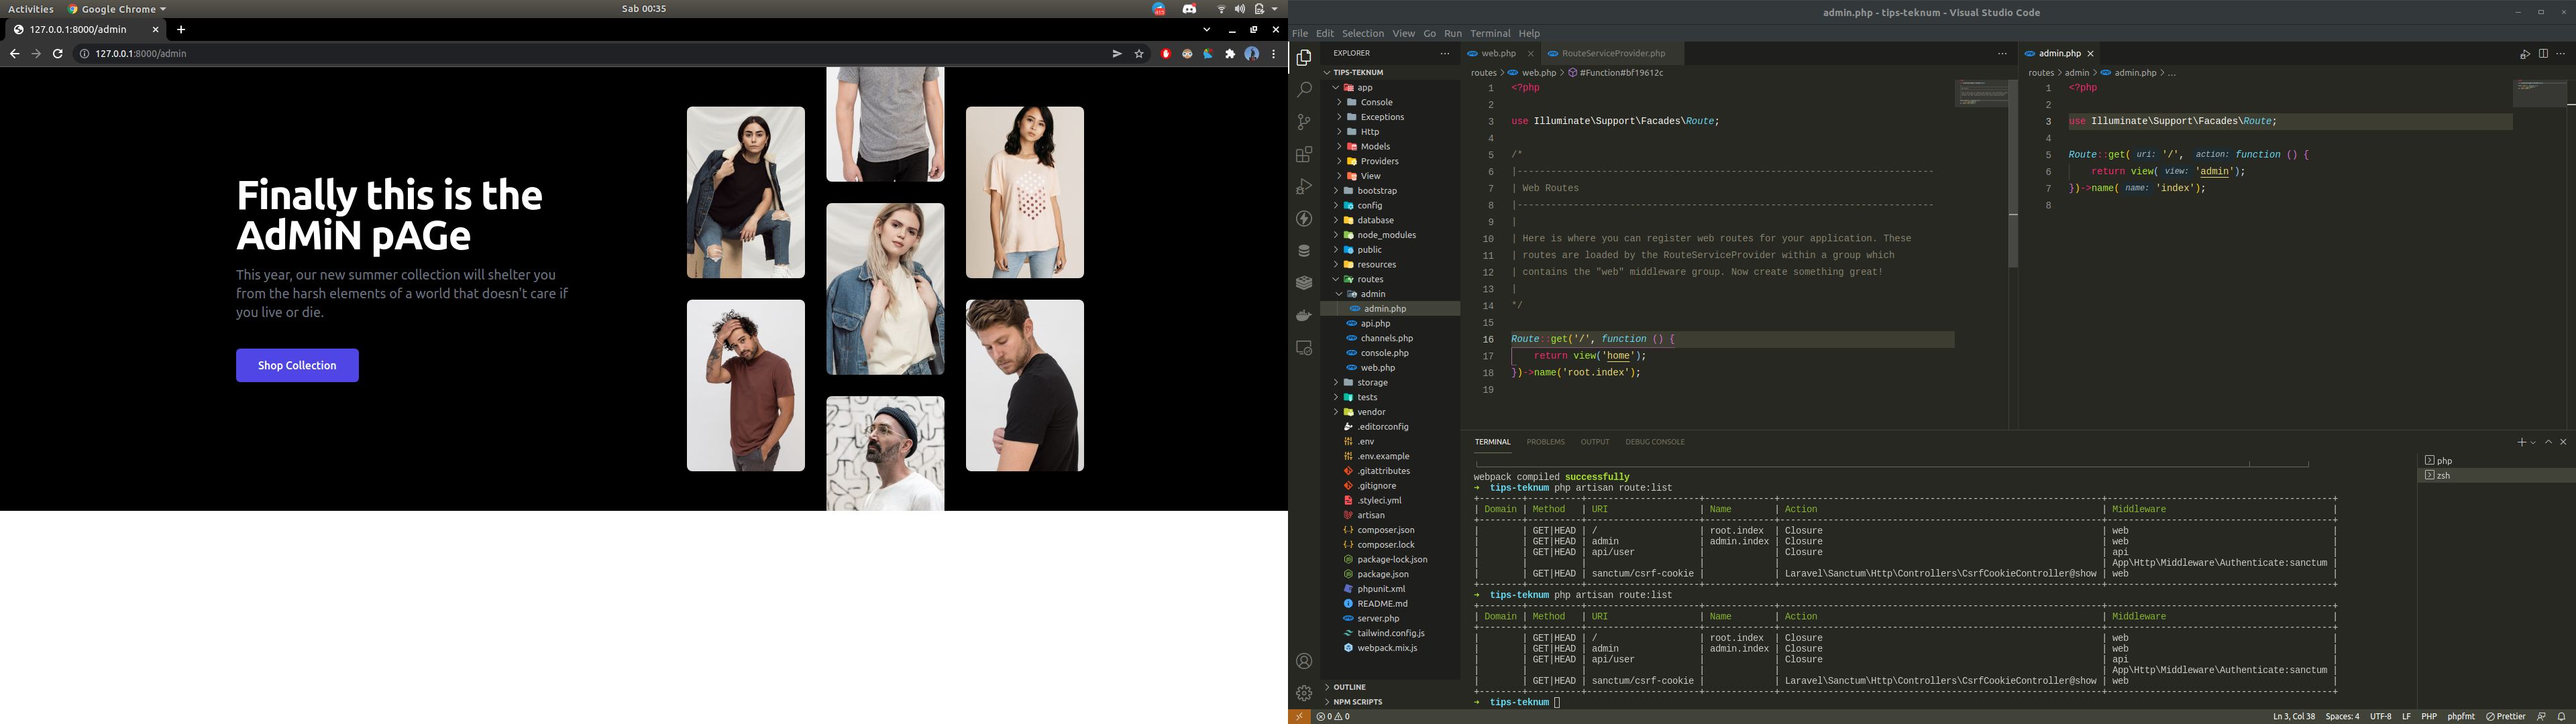 Activities Google Chrome Sab 00:35
127.0.0.1:8000/admin
127.0.0.1:8000/admin
Finally this is the
AdMiN pAGe
This year, our new summer collection will shelter you
from the harsh elements of a world that doesn't care if
you live or die.
Shop Collection
admin.php - tips-teknum - Visual Studio Code
File Edit Selection View Go Run Terminal Help
EXPLORER
TIPS-TEKNUM
app
Console
Exceptions
Http
Models
Providers
View
bootstrap
config
database
node_modules
public
resources
routes
admin
admin.php
api.php
channels.php
console.php
web.php
storage
tests
vendor
.editorconfig
.env
.env.example
.gitattributes
.gitignore
.styleci.yml
artisan
composer.json
composer.lock
package-lock.json
package.json
phpunit.xml
README.md
server.php
tailwind.config.js
webpack.mix.js
OUTLINE
NPM SCRIPTS
web.php RouteServiceProvider.php
routes > web.php > #Function#bf19612c
1 <?php
2
3 use Illuminate\Support\Facades\Route;
4
5 /*
6 |--------------------------------------------------------------------------
7 | Web Routes
8 |--------------------------------------------------------------------------
9 |
10 | Here is where you can register web routes for your application. These
11 | routes are loaded by the RouteServiceProvider within a group which
12 | contains the "web" middleware group. Now create something great!
13 |
14 */
15
16 Route::get('/', function () {
17 return view('home');
18 })->name('root.index');
19
admin.php
routes > admin > admin.php > ...
1 <?php
2
3 use Illuminate\Support\Facades\Route;
4
5 Route::get( uri: '/', action: function () {
6 return view( view: 'admin');
7 })->name( name: 'index');
8
TERMINAL PROBLEMS OUTPUT DEBUG CONSOLE
php
zsh
webpack compiled successfully
➜ tips-teknum php artisan route:list
| Domain | Method | URI | Name | Action | Middleware |
| | GET|HEAD | / | root.index | Closure | web |
| | GET|HEAD | admin | admin.index | Closure | web |
| | GET|HEAD | api/user | | Closure | api |
| | | | | | App\Http\Middleware\Authenticate:sanctum |
| | GET|HEAD | sanctum/csrf-cookie | | Laravel\Sanctum\Http\Controllers\CsrfCookieController@show | web |
➜ tips-teknum php artisan route:list
| Domain | Method | URI | Name | Action | Middleware |
| | GET|HEAD | / | root.index | Closure | web |
| | GET|HEAD | admin | admin.index | Closure | web |
| | GET|HEAD | api/user | | Closure | api |
| | | | | | App\Http\Middleware\Authenticate:sanctum |
| | GET|HEAD | sanctum/csrf-cookie | | Laravel\Sanctum\Http\Controllers\CsrfCookieController@show | web |
➜ tips-teknum
0 0 Ln 3, Col 38 Spaces: 4 UTF-8 LF PHP phpfmt Prettier